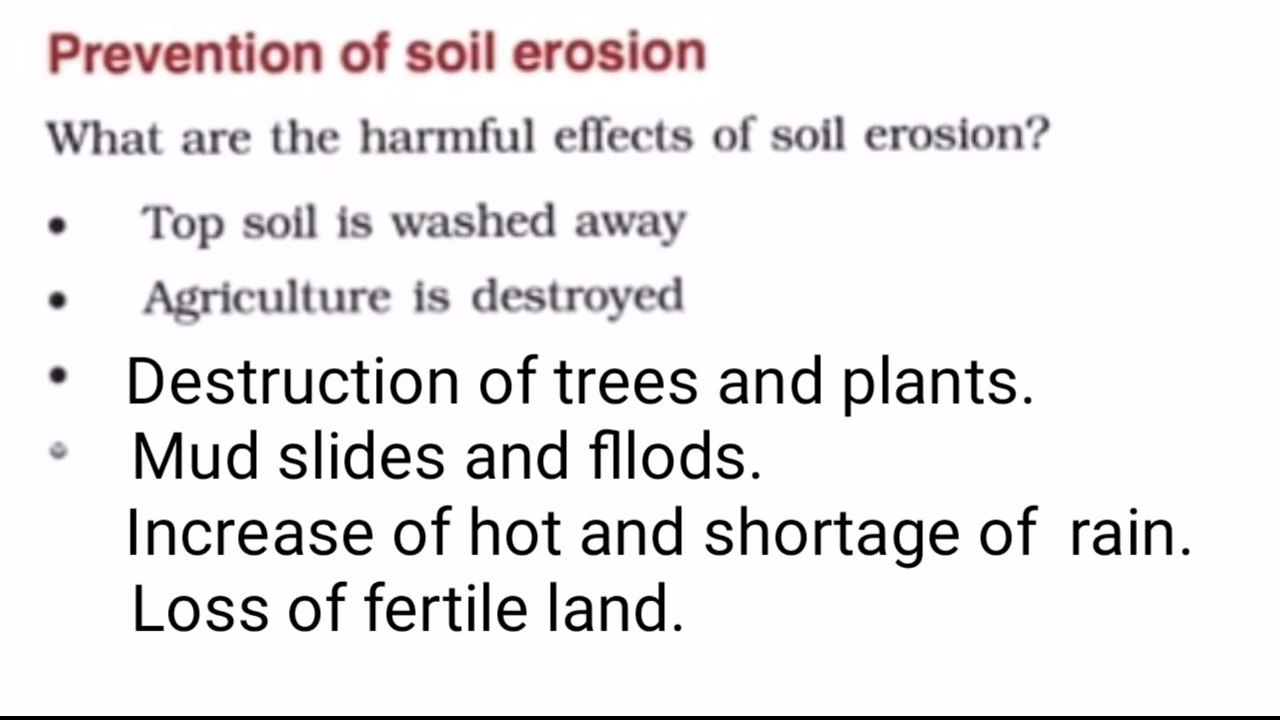 Prevention of soil erosion
What are the harmful effects of soil erosion?
• Top soil is washed away
• Agriculture is destroyed
• Destruction of trees and plants.
• Mud slides and fllods.
Increase of hot and shortage of rain.
Loss of fertile land.